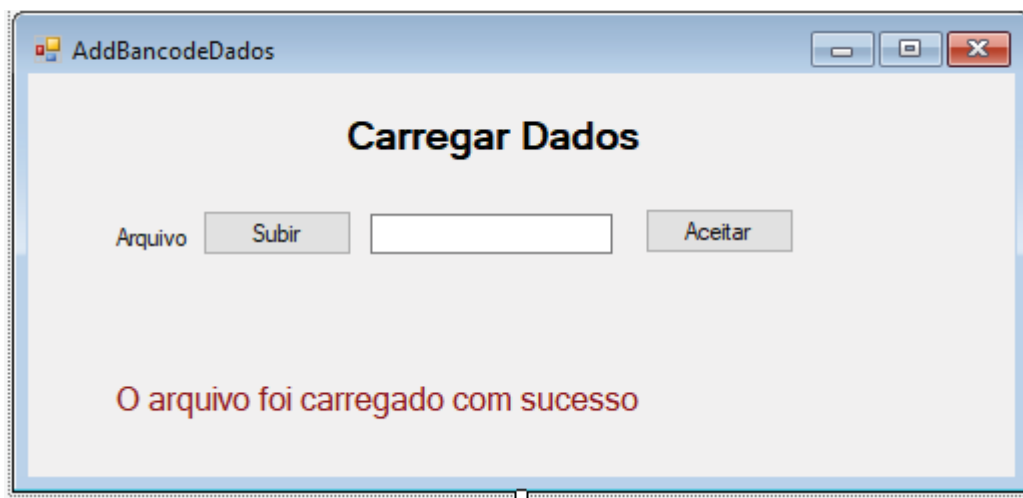 AddBancodeDados
Carregar Dados
Arquivo Subir Aceitar
O arquivo foi carregado com sucesso